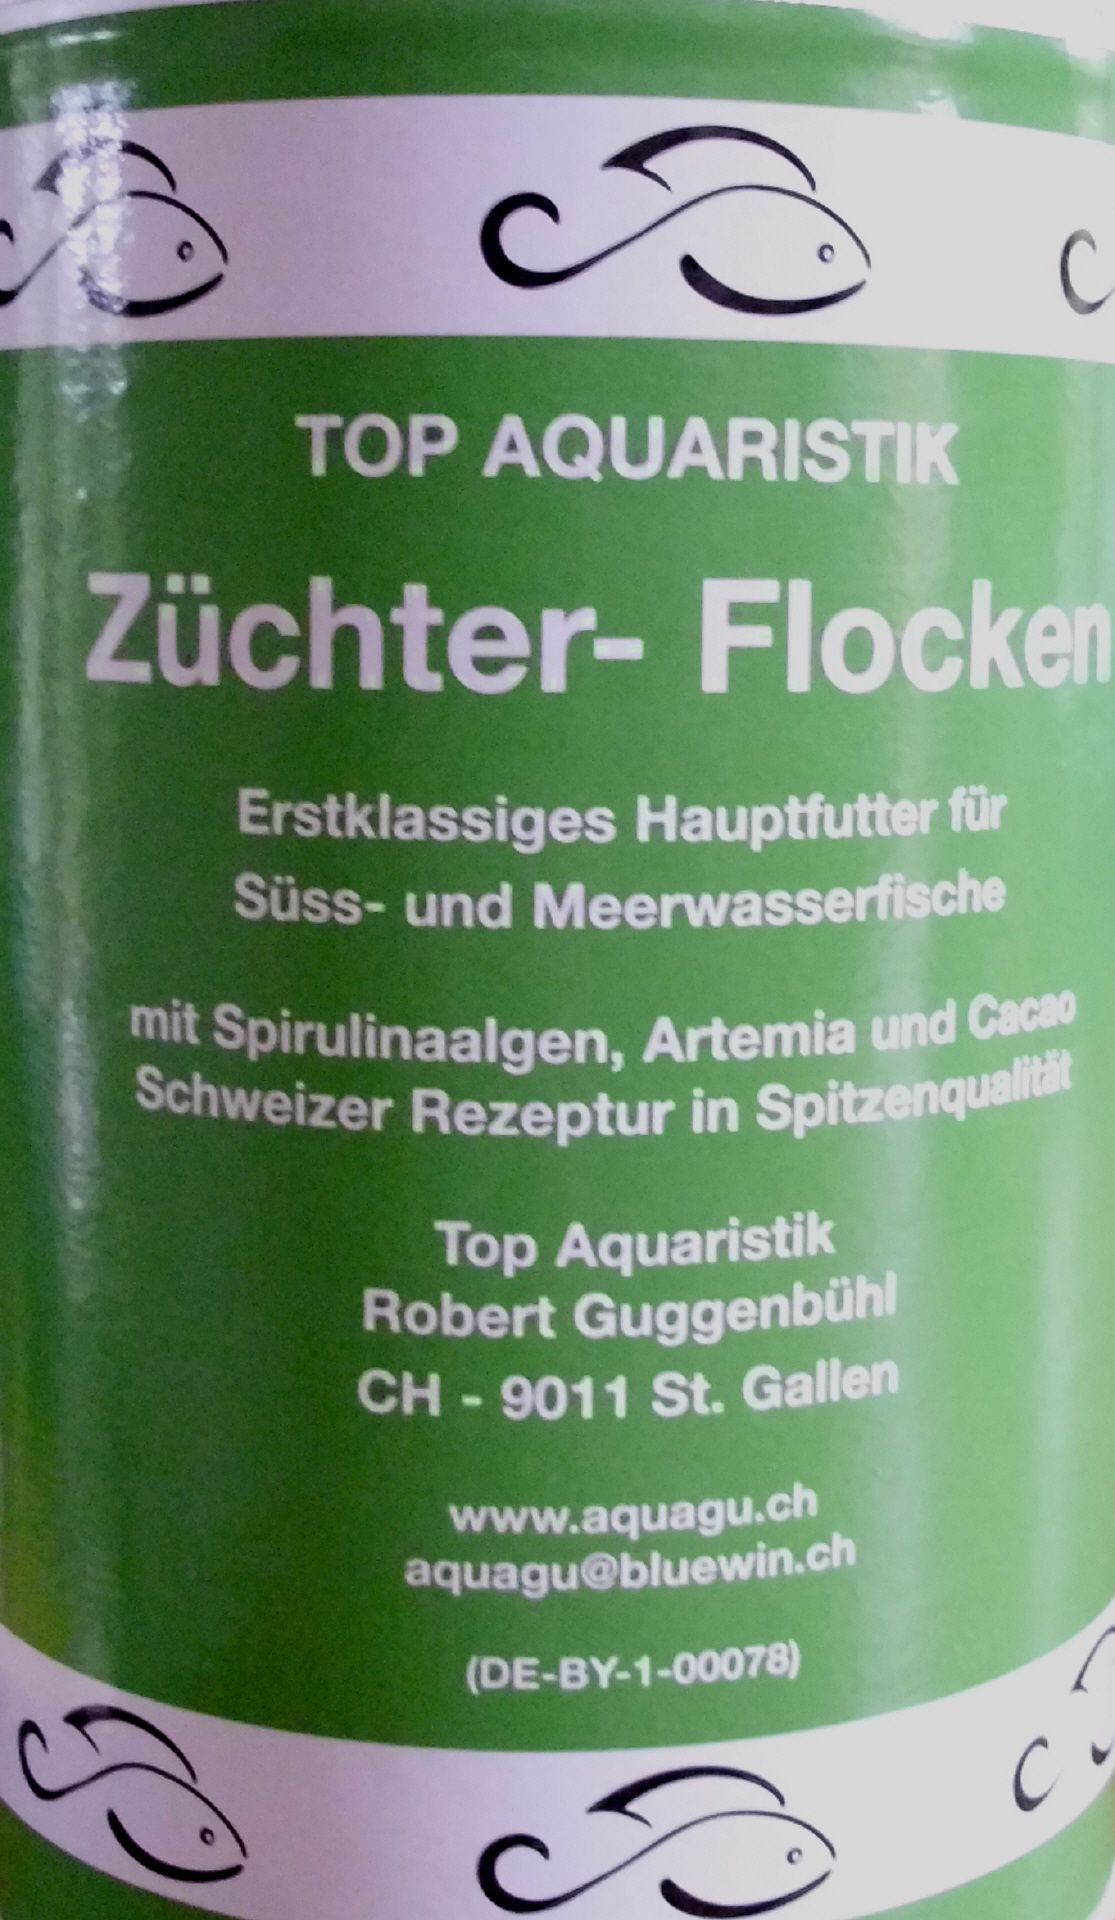 TOP AQUARISTIK
Züchter- Flocken
Erstklassiges Hauptfutter für
Süss- und Meerwasserfische
mit Spirulinaalgen, Artemia und Cacao
Schweizer Rezeptur in Spitzenqualität
Top Aquaristik
Robert Guggenbühl
CH - 9011 St. Gallen
www.aquagu.ch
aquagu@bluewin.ch
(DE-BY-1-00078)